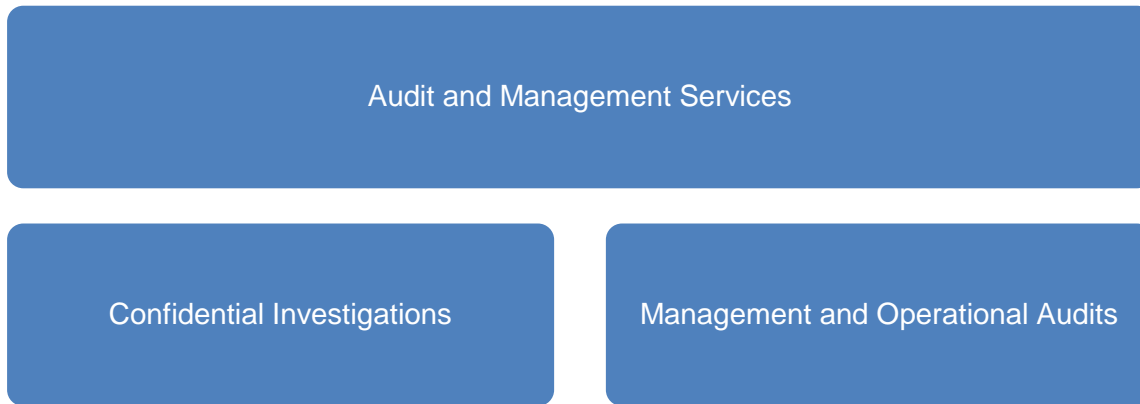 Audit and Management Services
Confidential Investigations
Management and Operational Audits